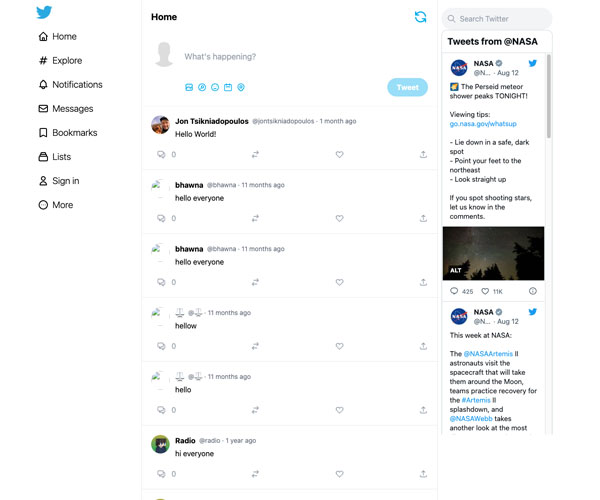 Home
Explore
Notifications
Messages
Bookmarks
Lists
Sign in
More
Home
What's happening?
Tweet
Jon Tsikniadopoulos @jontsikniadopoulos · 1 month ago
Hello World!
0
bhawna @bhawna · 11 months ago
hello everyone
0
bhawna @bhawna · 11 months ago
hello everyone
0
@ · 11 months ago
hellow
0
@ · 11 months ago
hello
0
Radio @radio · 1 year ago
hi everyone
0
Search Twitter
Tweets from @NASA
NASA
@N... · Aug 12
The Perseid meteor
shower peaks TONIGHT!
Viewing tips:
go.nasa.gov/whatsup
- Lie down in a safe, dark
spot
- Point your feet to the
northeast
- Look straight up
If you spot shooting stars,
let us know in the
comments.
ALT
425 11K
NASA
@N... · Aug 12
This week at NASA:
The @NASAArtemis II
astronauts visit the
spacecraft that will take
them around the Moon,
teams practice recovery for
the #Artemis II
splashdown, and
@NASAWebb takes
another look at the most